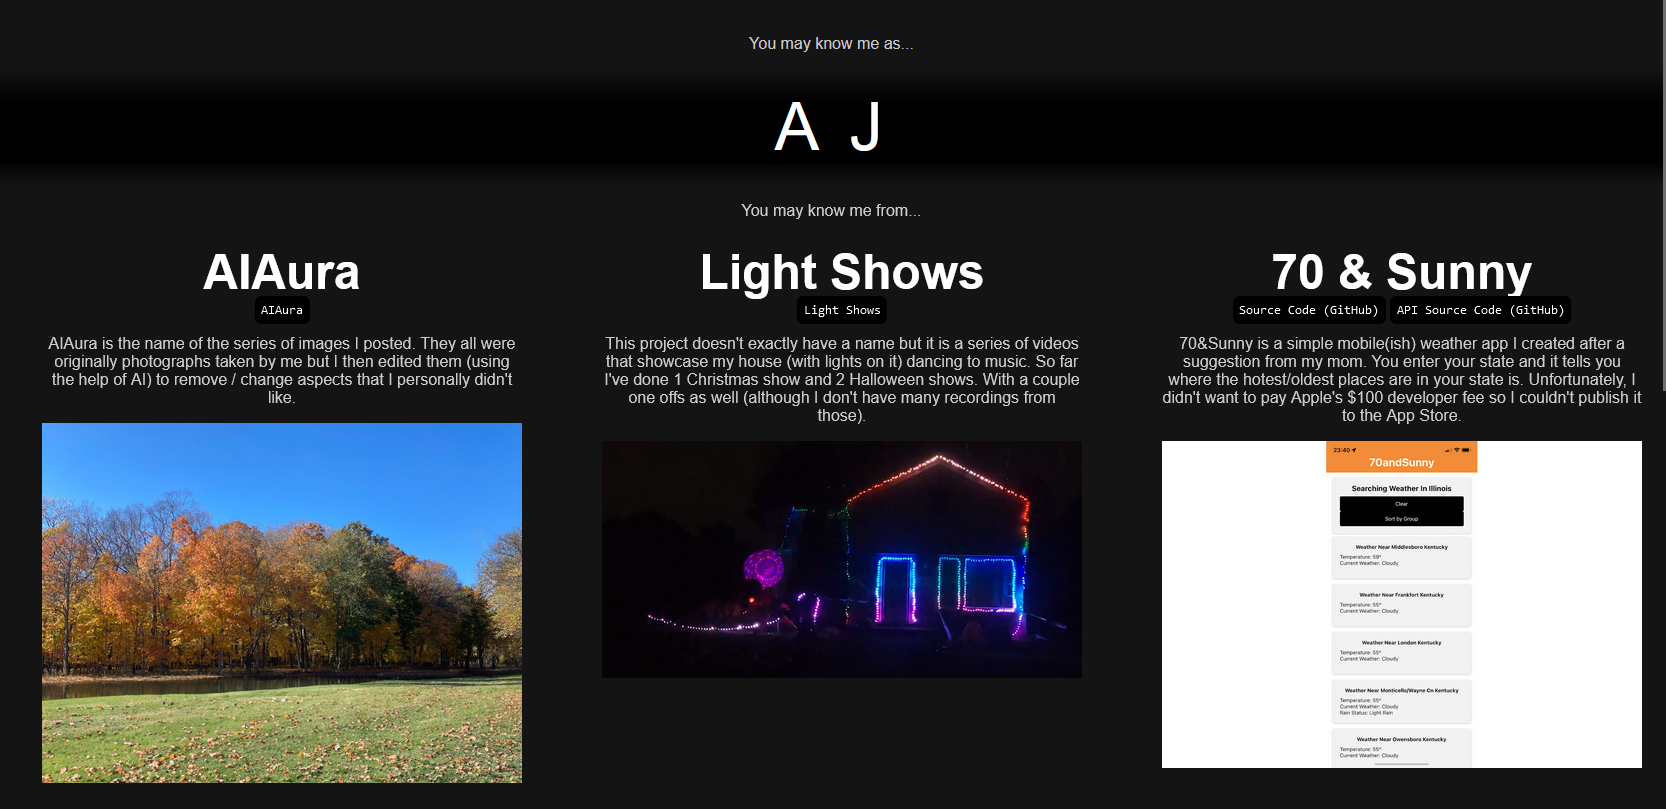 You may know me as...
A J
You may know me from...
AIAura
AIAura
AIAura is the name of the series of images I posted. They all were
originally photographs taken by me but I then edited them (using
the help of AI) to remove / change aspects that I personally didn't
like.
Light Shows
Light Shows
This project doesn't exactly have a name but it is a series of videos
that showcase my house (with lights on it) dancing to music. So far
I've done 1 Christmas show and 2 Halloween shows. With a couple
one offs as well (although I don't have many recordings from
those).
70 & Sunny
Source Code (GitHub) API Source Code (GitHub)
70&Sunny is a simple mobile(ish) weather app I created after a
suggestion from my mom. You enter your state and it tells you
where the hotest/oldest places are in your state is. Unfortunately, I
didn't want to pay Apple's $100 developer fee so I couldn't publish it
to the App Store.
23:40
70andSunny
Searching Weather In Illinois
Clear
Sort by Group
Weather Near Middlesboro Kentucky
Temperature: 59°
Current Weather: Cloudy
Weather Near Frankfort Kentucky
Temperature: 55°
Current Weather: Cloudy
Weather Near London Kentucky
Temperature: 55°
Current Weather: Cloudy
Weather Near Monticello/Wayne Cn Kentucky
Temperature: 55°
Current Weather: Cloudy
Rain Status: Light Rain
Weather Near Owensboro Kentucky
Temperature: 55°
Current Weather: Cloudy